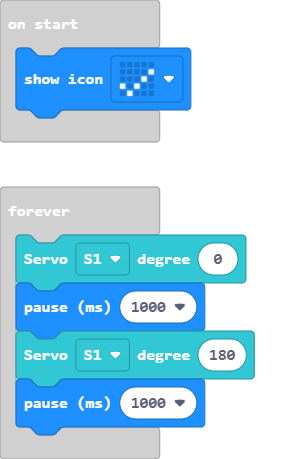 on start
show icon
forever
Servo S1 degree 0
pause (ms) 1000
Servo S1 degree 180
pause (ms) 1000